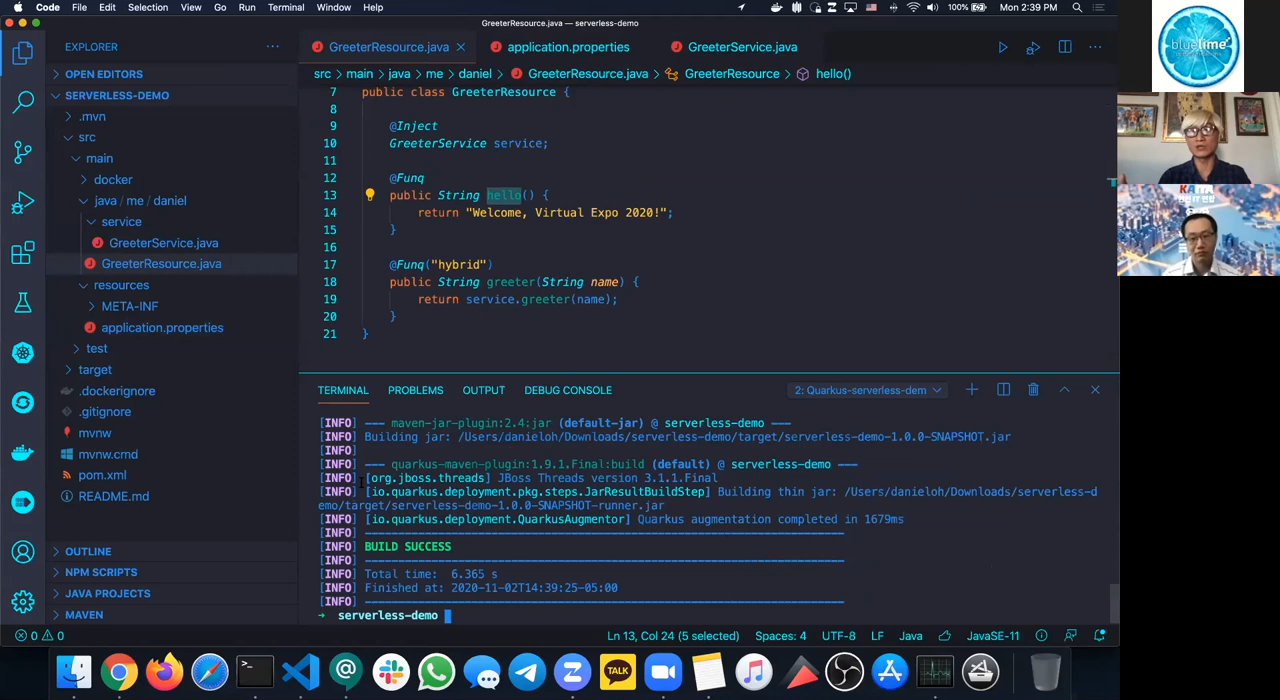 Code File Edit Selection View Go Run Terminal Window Help
100% Mon 2:39 PM
GreeterResource.java — serverless-demo
EXPLORER
GreeterResource.java
application.properties
GreeterService.java
OPEN EDITORS
SERVERLESS-DEMO
src > main > java > me > daniel > GreeterResource.java > GreeterResource > hello()
.mvn
src
main
docker
java / me / daniel
service
GreeterService.java
GreeterResource.java
resources
META-INF
application.properties
test
target
.dockerignore
.gitignore
mvnw
mvnw.cmd
pom.xml
README.md
OUTLINE
NPM SCRIPTS
JAVA PROJECTS
MAVEN
7 public class GreeterResource {
8
9 @Inject
10 GreeterService service;
11
12 @Funq
13 public String hello() {
14 return "Welcome, Virtual Expo 2020!";
15 }
16
17 @Funq("hybrid")
18 public String greeter(String name) {
19 return service.greeter(name);
20 }
21 }
TERMINAL PROBLEMS OUTPUT DEBUG CONSOLE
2: Quarkus-serverless-dem
[INFO] --- maven-jar-plugin:2.4:jar (default-jar) @ serverless-demo ---
[INFO] Building jar: /Users/danieloh/Downloads/serverless-demo/target/serverless-demo-1.0.0-SNAPSHOT.jar
[INFO]
[INFO] --- quarkus-maven-plugin:1.9.1.Final:build (default) @ serverless-demo ---
[INFO] [org.jboss.threads] JBoss Threads version 3.1.1.Final
[INFO] [io.quarkus.deployment.pkg.steps.JarResultBuildStep] Building thin jar: /Users/danieloh/Downloads/serverless-d
emo/target/serverless-demo-1.0.0-SNAPSHOT-runner.jar
[INFO] [io.quarkus.deployment.QuarkusAugmentor] Quarkus augmentation completed in 1679ms
[INFO] ------------------------------------------------------------------------
[INFO] BUILD SUCCESS
[INFO] ------------------------------------------------------------------------
[INFO] Total time: 6.365 s
[INFO] Finished at: 2020-11-02T14:39:25-05:00
[INFO] ------------------------------------------------------------------------
→ serverless-demo
0 0
Ln 13, Col 24 (5 selected) Spaces: 4 UTF-8 LF Java JavaSE-11
TALK
bluelime
KAITA